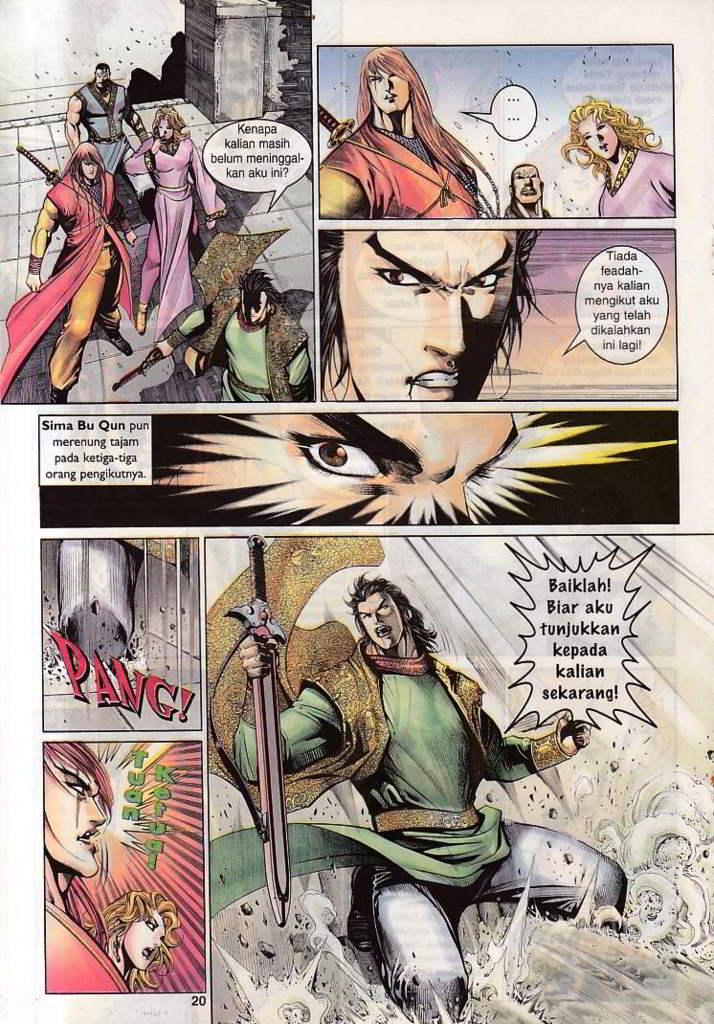 Kenapa
kalian masih
belum meninggal-
kan aku ini?
...
...
Tiada
feadah-
nya kalian
mengikut aku
yang telah
dikalahkan
ini lagi!
Sima Bu Qun pun
merenung tajam
pada ketiga-tiga
orang pengikutnya.
PANG!
Baiklah!
Biar aku
tunjukkan
kepada
kalian
sekarang!
Tuan
Kerugi
20